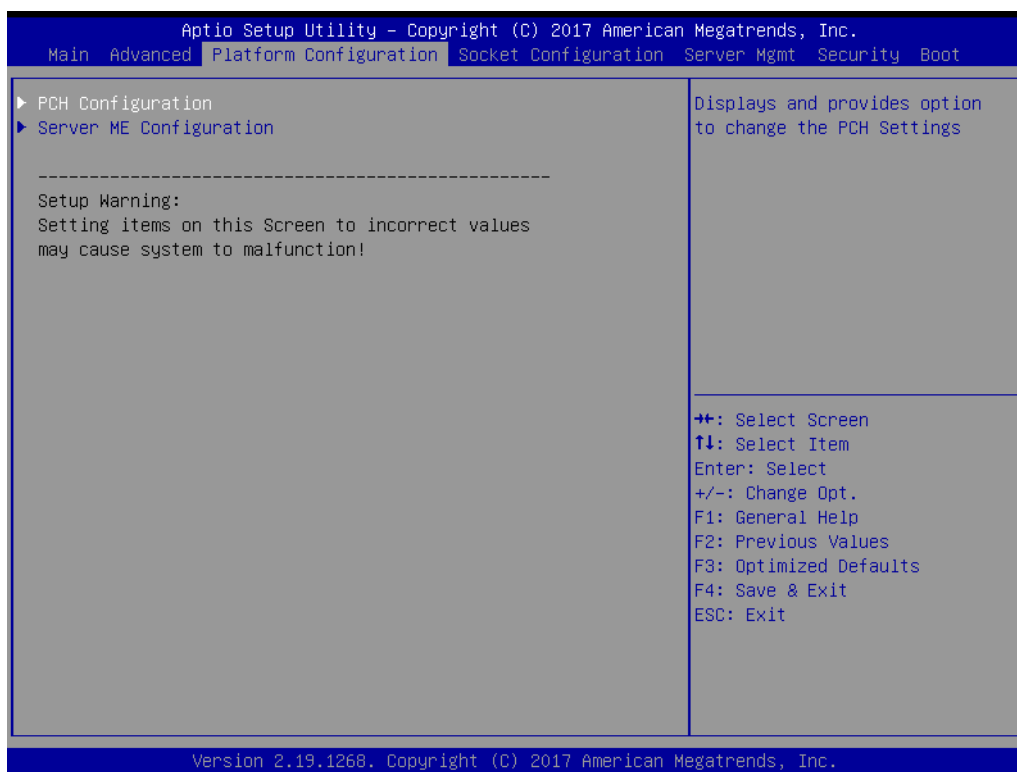 Aptio Setup Utility – Copyright (C) 2017 American Megatrends, Inc.
Main Advanced Platform Configuration Socket Configuration Server Mgmt Security Boot
▶ PCH Configuration
▶ Server ME Configuration
--------------------------------------------------
Setup Warning:
Setting items on this Screen to incorrect values
may cause system to malfunction!
Displays and provides option
to change the PCH Settings
→←: Select Screen
↑↓: Select Item
Enter: Select
+/-: Change Opt.
F1: General Help
F2: Previous Values
F3: Optimized Defaults
F4: Save & Exit
ESC: Exit
Version 2.19.1268. Copyright (C) 2017 American Megatrends, Inc.